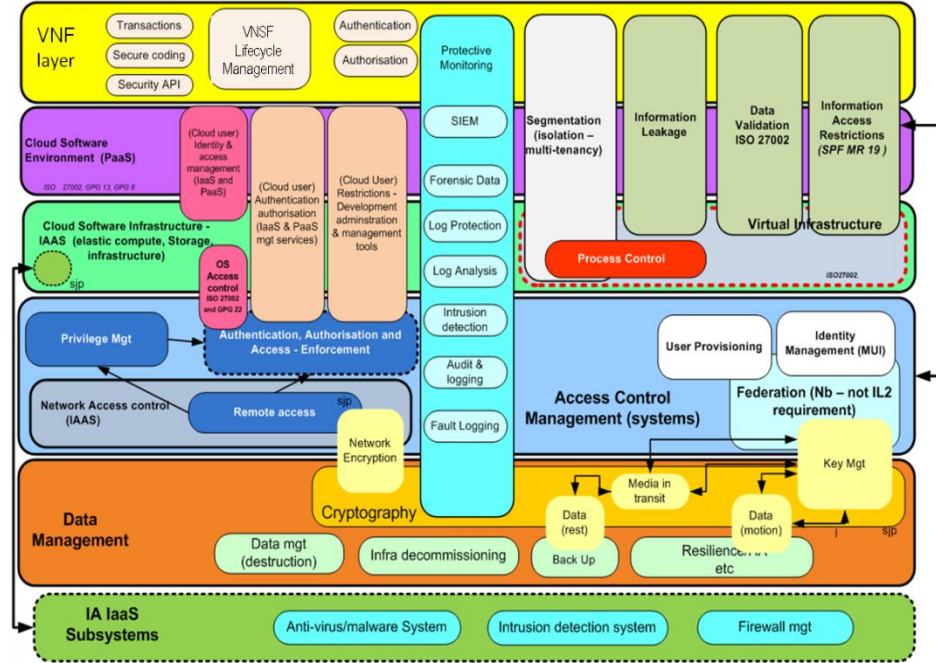 VNF
layer
Transactions
Secure coding
Security API
VNSF
Lifecycle
Management
Authentication
Authorisation
Protective
Monitoring
SIEM
Forensic Data
Log Protection
Log Analysis
Intrusion
detection
Audit &
logging
Fault Logging
Segmentation
(isolation –
multi-tenancy)
Information
Leakage
Data
Validation
ISO 27002
Information
Access
Restrictions
(SPF MR 19 )
Cloud Software
Environment (PaaS)
ISO 27002, GPG 13, GPG 8
(Cloud user)
Identity &
access
management
(IaaS and
PaaS)
(Cloud user)
Authentication
authorisation
(IaaS & PaaS
mgt services)
(Cloud User)
Restrictions -
Development
adminstration
& management
tools
Cloud Software Infrastructure -
IAAS (elastic compute, Storage,
infrastructure)
sjp
OS
Access
control
ISO 27002
and GPG 22
Virtual Infrastructure
Process Control
ISO27002.
Privilege Mgt
Authentication, Authorisation and
Access - Enforcement
Network Access control
(IAAS)
Remote access
sjp
Network
Encryption
User Provisioning
Identity
Management (MUI)
Access Control
Management (systems)
Federation (Nb – not IL2
requirement)
Key Mgt
Media in
transit
Data
(rest)
Data
(motion)
sjp
Cryptography
Data
Management
Data mgt
(destruction)
Infra decommissioning
Back Up
etc
IA IaaS
Subsystems
Anti-virus/malware System
Intrusion detection system
Firewall mgt